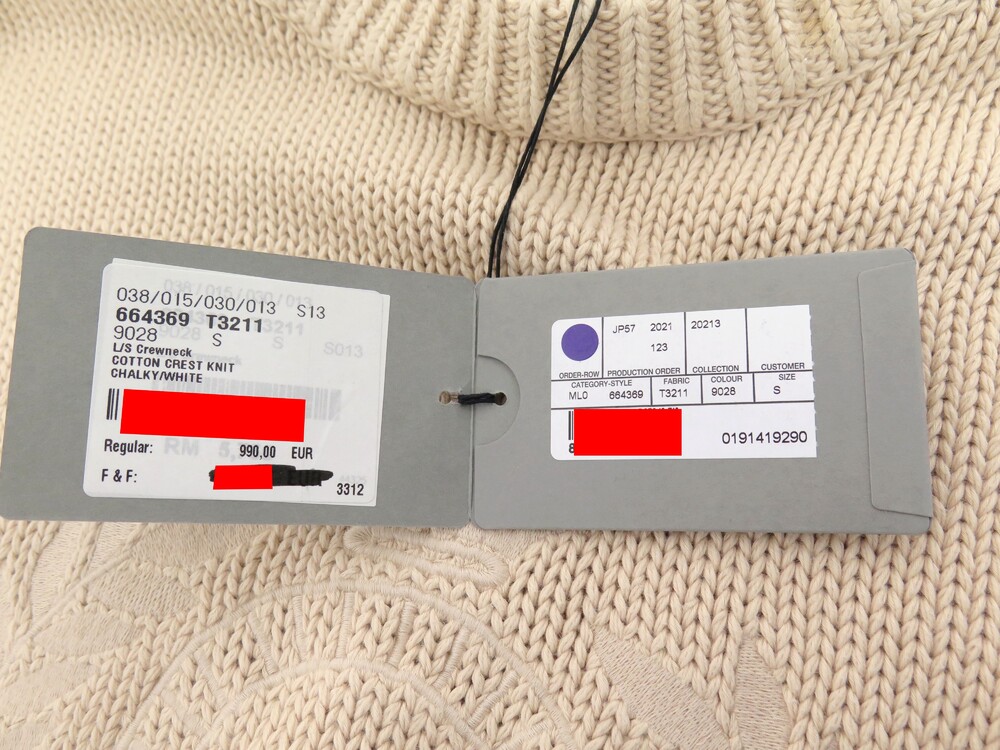 038/015/030/013 S13
664369 T3211
9028 S
L/S Crewneck
COTTON CREST KNIT
CHALKY/WHITE
Regular: 990,00 EUR
F & F:
3312
JP57 2021 20213
123
ORDER-ROW PRODUCTION ORDER COLLECTION CUSTOMER
CATEGORY-STYLE FABRIC COLOUR SIZE
ML0 664369 T3211 9028 S
0191419290